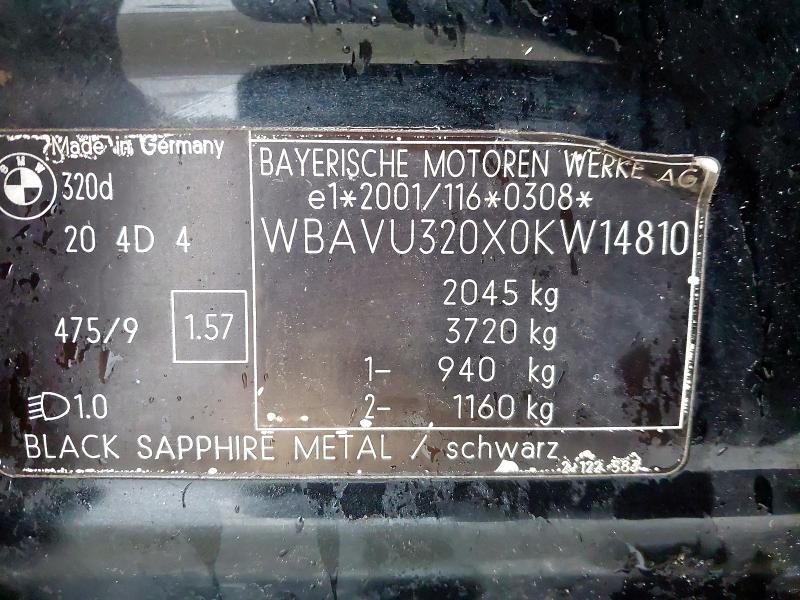 Made in Germany
BMW
320d
20 4D 4
475/9 1.57
1.0
BAYERISCHE MOTOREN WERKE AG
e1*2001/116*0308*
WBAVU320X0KW14810
2045 kg
3720 kg
1– 940 kg
2– 1160 kg
BLACK SAPPHIRE METAL / schwarz